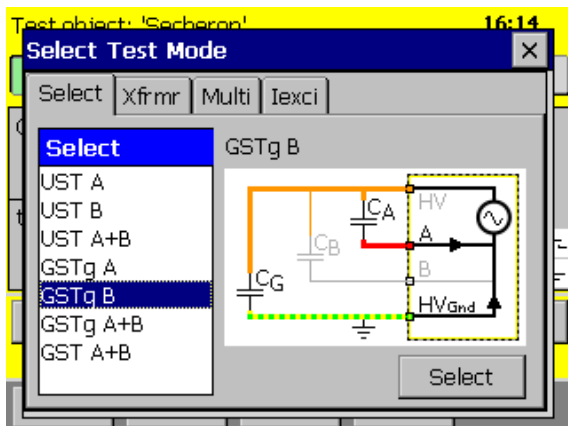 Test object: 'Secheron'
16:14
Select Test Mode
Select
Xfrmr
Multi
Iexci
Select
GSTg B
UST A
UST B
UST A+B
GSTg A
GSTg B
GSTg A+B
GST A+B
CA
HV
A
CB
B
CG
HVGnd
Select